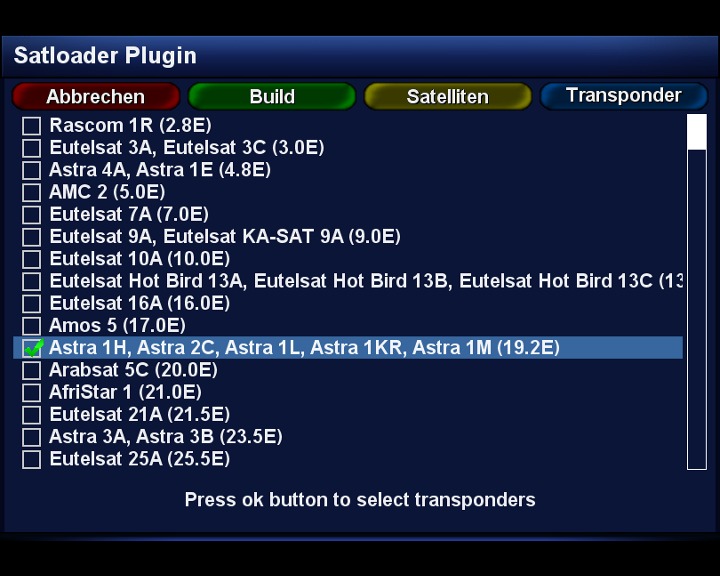 Satloader Plugin
Abbrechen Build Satelliten Transponder
Rascom 1R (2.8E)
Eutelsat 3A, Eutelsat 3C (3.0E)
Astra 4A, Astra 1E (4.8E)
AMC 2 (5.0E)
Eutelsat 7A (7.0E)
Eutelsat 9A, Eutelsat KA-SAT 9A (9.0E)
Eutelsat 10A (10.0E)
Eutelsat Hot Bird 13A, Eutelsat Hot Bird 13B, Eutelsat Hot Bird 13C (13
Eutelsat 16A (16.0E)
Amos 5 (17.0E)
Astra 1H, Astra 2C, Astra 1L, Astra 1KR, Astra 1M (19.2E)
Arabsat 5C (20.0E)
AfriStar 1 (21.0E)
Eutelsat 21A (21.5E)
Astra 3A, Astra 3B (23.5E)
Eutelsat 25A (25.5E)
Press ok button to select transponders